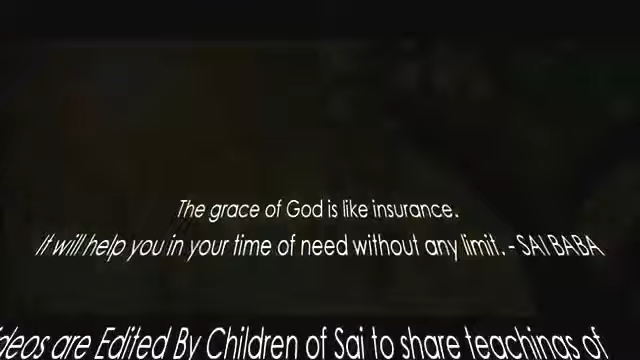 The grace of God is like insurance.
It will help you in your time of need without any limit. - SAI BABA
ideos are Edited By Children of Sai to share teachings of